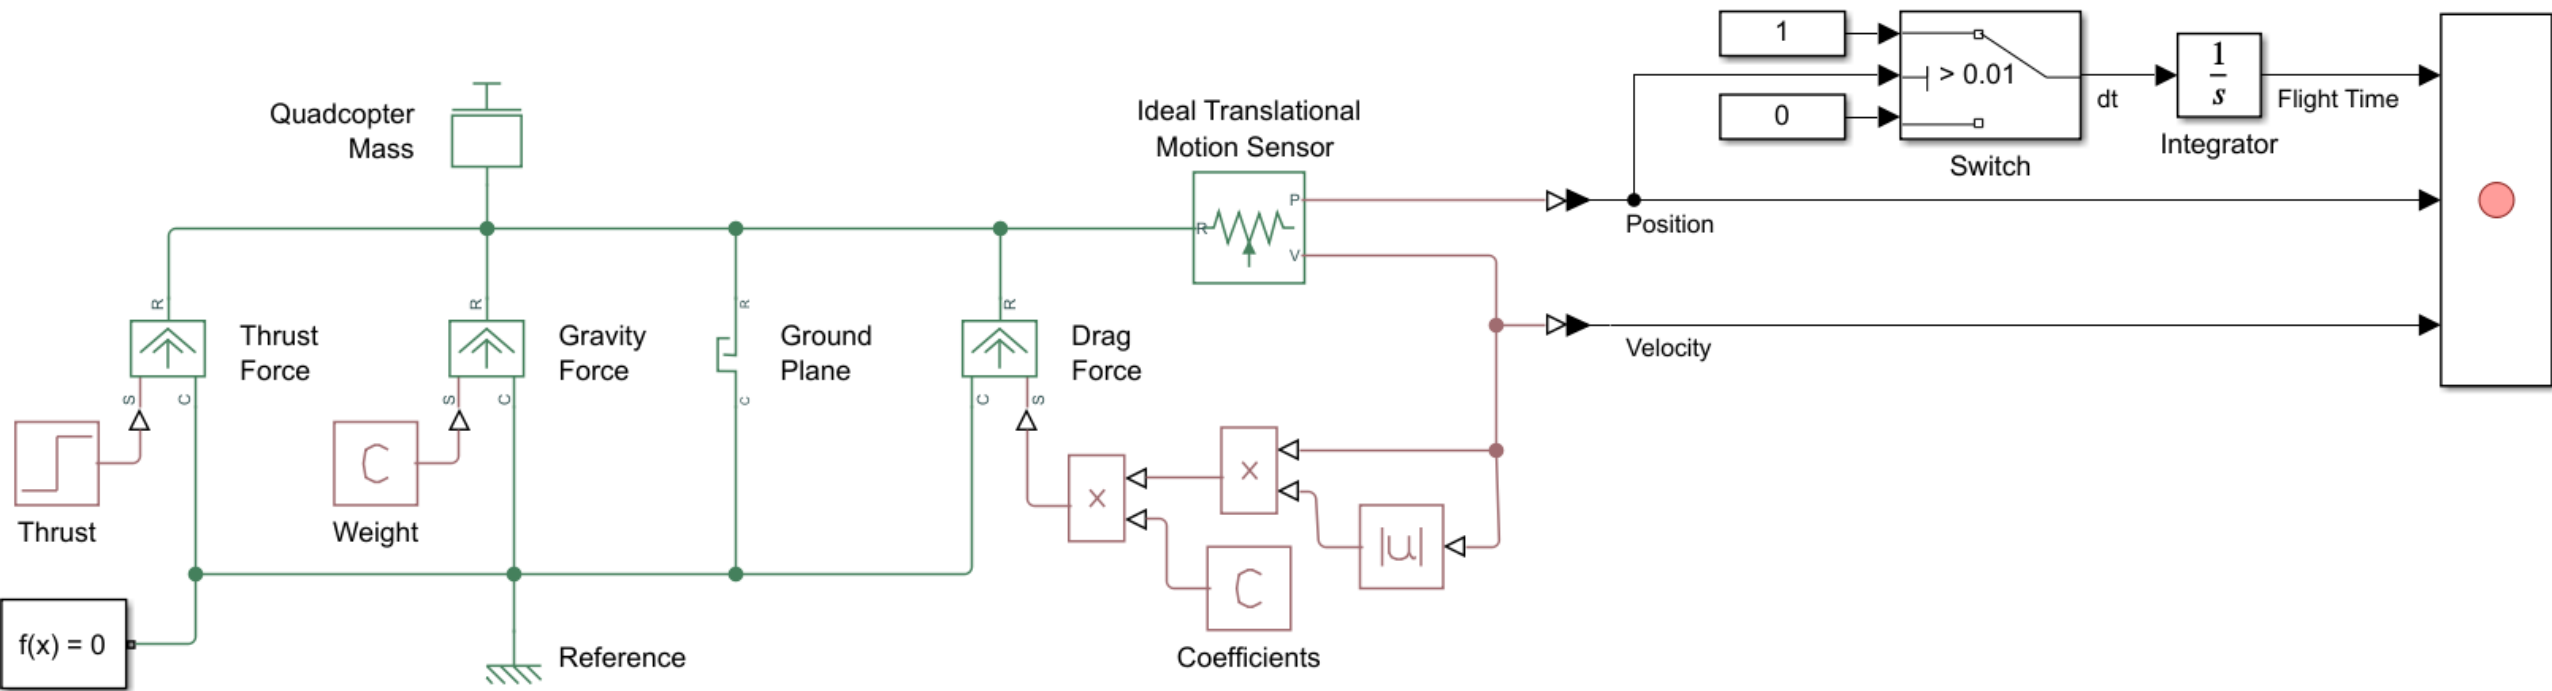 Quadcopter
Mass
Ideal Translational
Motion Sensor
1
> 0.01
0
Switch
dt
1
s
Integrator
Flight Time
R
P
V
Position
Velocity
R
Thrust
Force
S
C
Thrust
R
Gravity
Force
S
C
C
Weight
R
Ground
Plane
C
R
Drag
Force
C
S
×
×
|u|
C
Coefficients
f(x) = 0
Reference